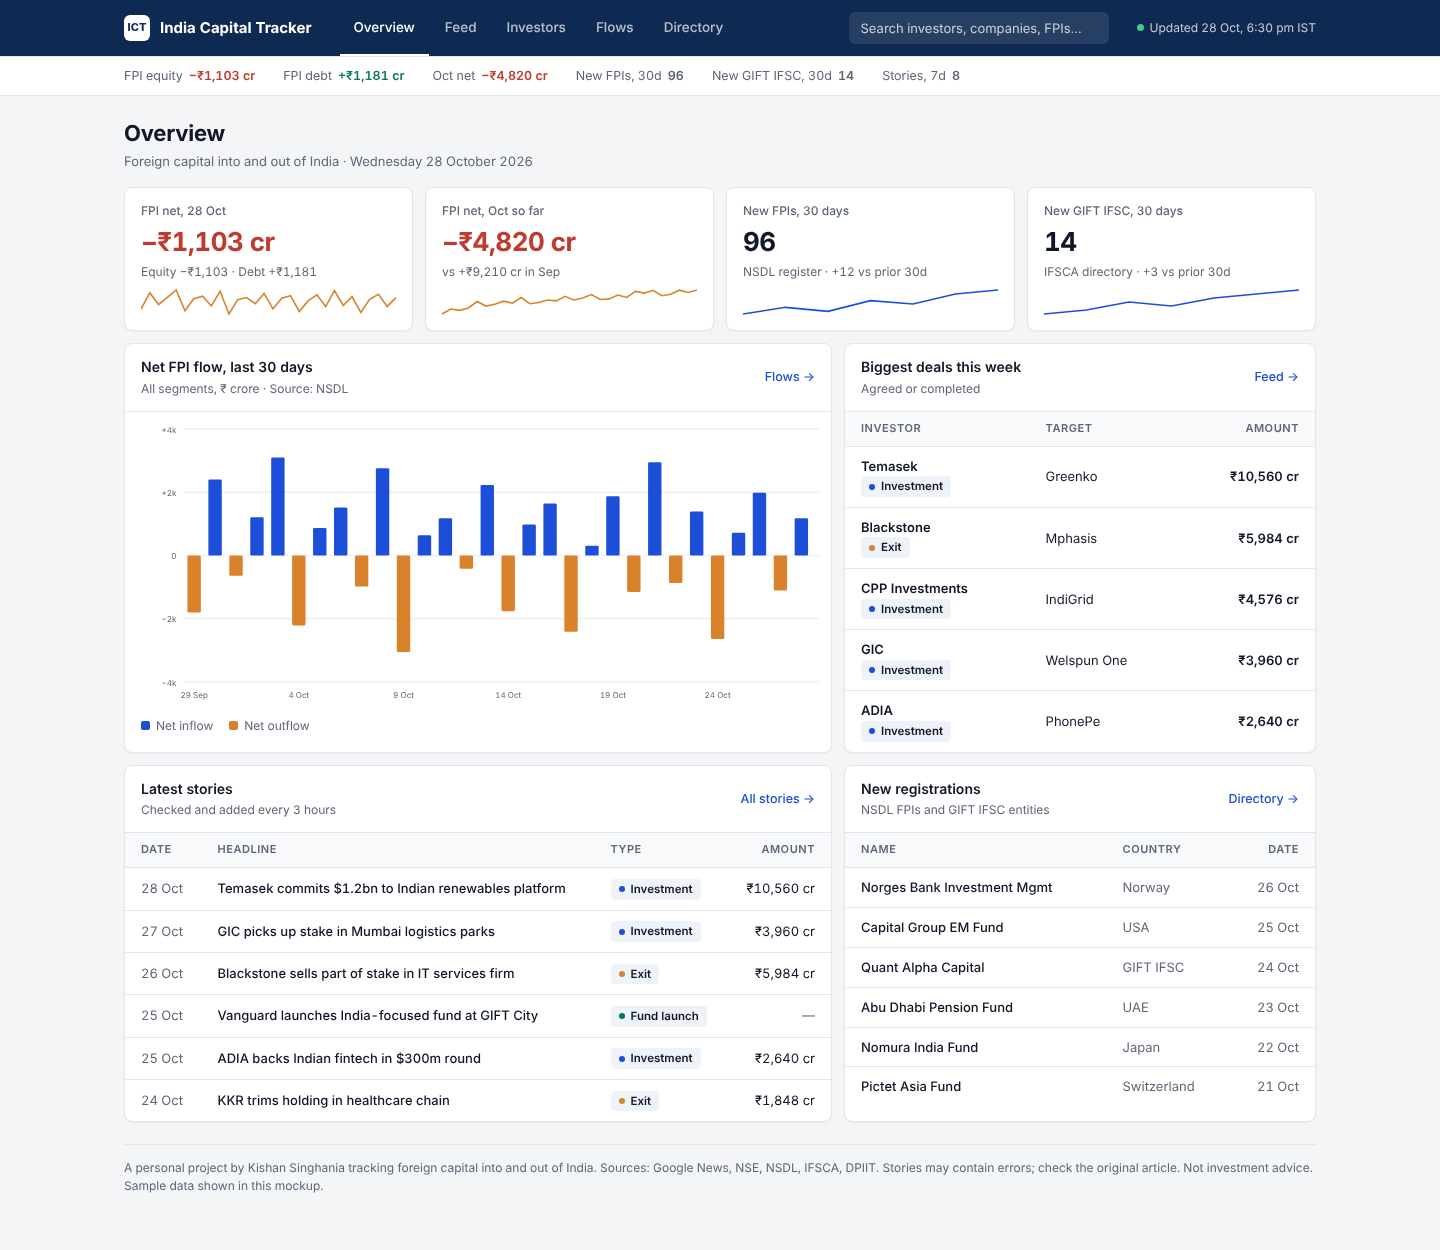 ICT India Capital Tracker Overview Feed Investors Flows Directory Search investors, companies, FPIs... Updated 28 Oct, 6:30 pm IST
FPI equity −₹1,103 cr FPI debt +₹1,181 cr Oct net −₹4,820 cr New FPIs, 30d 96 New GIFT IFSC, 30d 14 Stories, 7d 8
Overview
Foreign capital into and out of India · Wednesday 28 October 2026
FPI net, 28 Oct
−₹1,103 cr
Equity −₹1,103 · Debt +₹1,181
FPI net, Oct so far
−₹4,820 cr
vs +₹9,210 cr in Sep
New FPIs, 30 days
96
NSDL register · +12 vs prior 30d
New GIFT IFSC, 30 days
14
IFSCA directory · +3 vs prior 30d
Net FPI flow, last 30 days
All segments, ₹ crore · Source: NSDL
Flows →
+4k
+2k
0
−2k
−4k
29 Sep 4 Oct 9 Oct 14 Oct 19 Oct 24 Oct
Net inflow Net outflow
Biggest deals this week
Agreed or completed
Feed →
INVESTOR TARGET AMOUNT
Temasek
Investment
Greenko ₹10,560 cr
Blackstone
Exit
Mphasis ₹5,984 cr
CPP Investments
Investment
IndiGrid ₹4,576 cr
GIC
Investment
Welspun One ₹3,960 cr
ADIA
Investment
PhonePe ₹2,640 cr
Latest stories
Checked and added every 3 hours
All stories →
DATE HEADLINE TYPE AMOUNT
28 Oct Temasek commits $1.2bn to Indian renewables platform Investment ₹10,560 cr
27 Oct GIC picks up stake in Mumbai logistics parks Investment ₹3,960 cr
26 Oct Blackstone sells part of stake in IT services firm Exit ₹5,984 cr
25 Oct Vanguard launches India-focused fund at GIFT City Fund launch —
25 Oct ADIA backs Indian fintech in $300m round Investment ₹2,640 cr
24 Oct KKR trims holding in healthcare chain Exit ₹1,848 cr
New registrations
NSDL FPIs and GIFT IFSC entities
Directory →
NAME COUNTRY DATE
Norges Bank Investment Mgmt Norway 26 Oct
Capital Group EM Fund USA 25 Oct
Quant Alpha Capital GIFT IFSC 24 Oct
Abu Dhabi Pension Fund UAE 23 Oct
Nomura India Fund Japan 22 Oct
Pictet Asia Fund Switzerland 21 Oct
A personal project by Kishan Singhania tracking foreign capital into and out of India. Sources: Google News, NSE, NSDL, IFSCA, DPIIT. Stories may contain errors; check the original article. Not investment advice.
Sample data shown in this mockup.